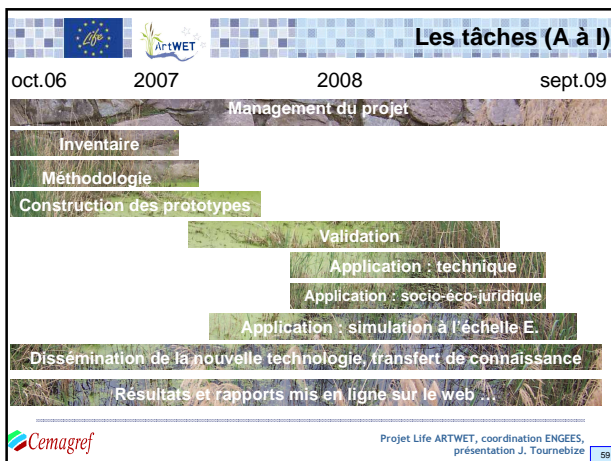 Life
ArtWET
Les tâches (A à I)
oct.06 2007 2008 sept.09
Management du projet
Inventaire
Méthodologie
Construction des prototypes
Validation
Application : technique
Application : socio-éco-juridique
Application : simulation à l'échelle E.
Dissémination de la nouvelle technologie, transfert de connaissance
Résultats et rapports mis en ligne sur le web ...
Cemagref
Projet Life ARTWET, coordination ENGEES,
présentation J. Tournebize
59